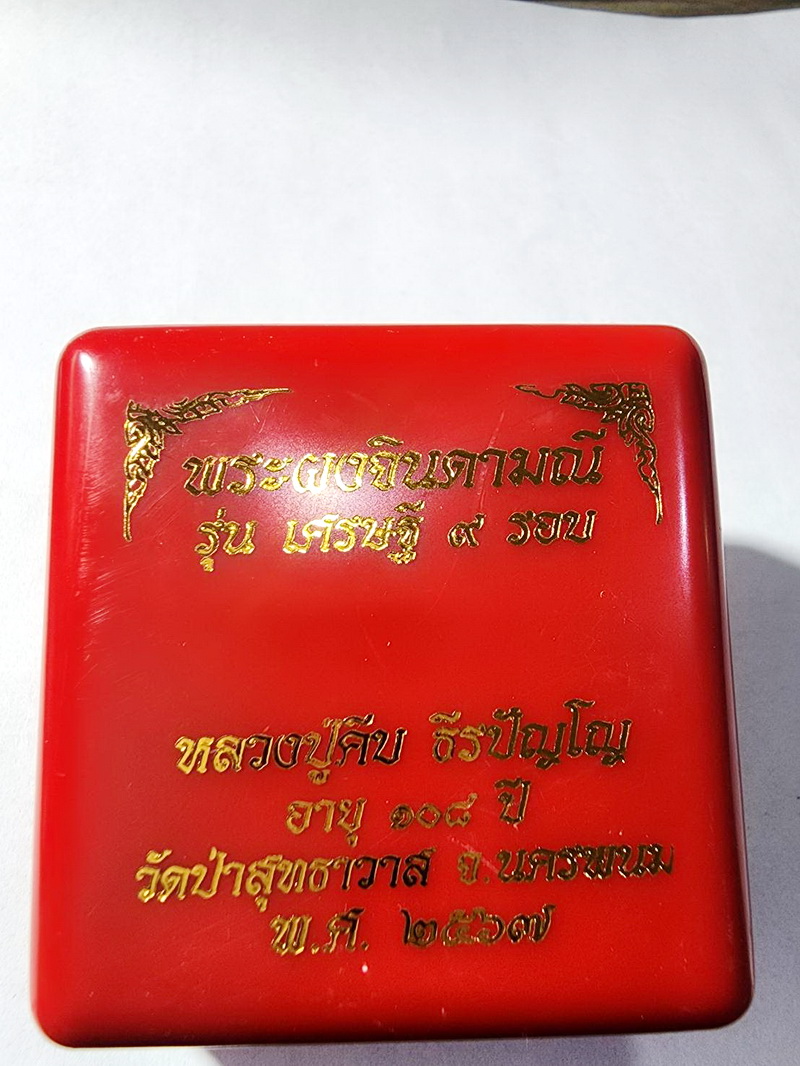 พระผงจินดามณี
รุ่น เศรษฐี ๙ รอบ
หลวงปู่คีบ ธีรปัญโญ
อายุ ๑๐๘ ปี
วัดป่าสุทธาวาส จ.นครพนม
พ.ศ. ๒๕๖๗